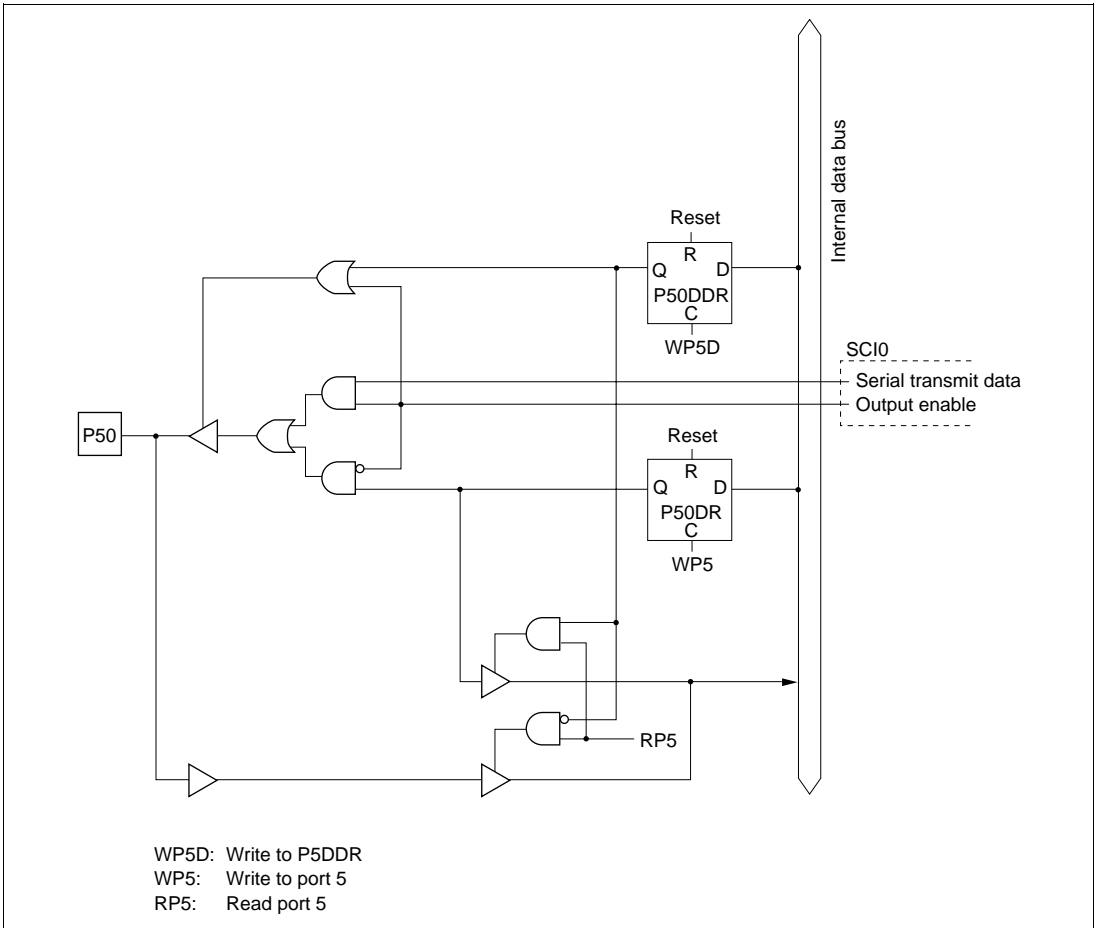 Internal data bus
Reset
R
Q D
P50DDR
C
WP5D
SCI0
Serial transmit data
Output enable
P50
Reset
R
Q D
P50DR
C
WP5
RP5
WP5D: Write to P5DDR
WP5: Write to port 5
RP5: Read port 5